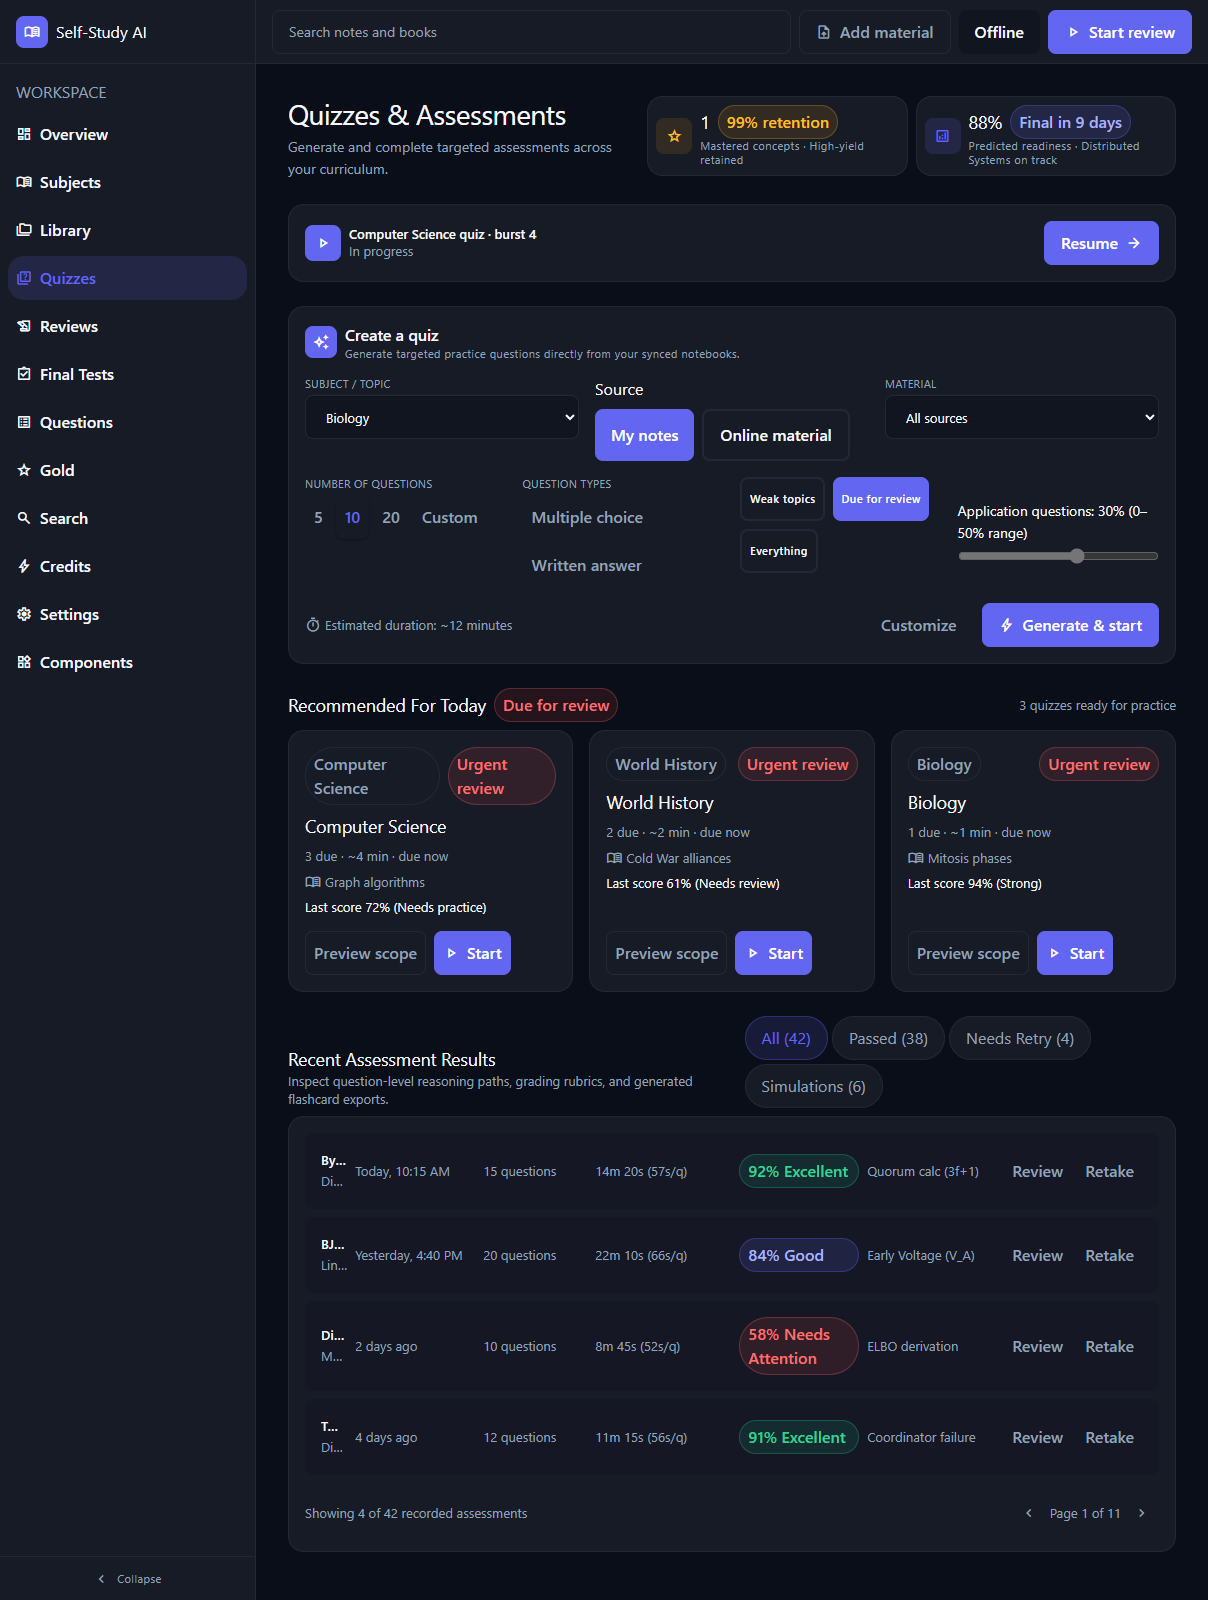 Self-Study AI
Search notes and books
Add material
Offline
Start review
WORKSPACE
Overview
Subjects
Library
Quizzes
Reviews
Final Tests
Questions
Gold
Search
Credits
Settings
Components
Collapse
Quizzes & Assessments
Generate and complete targeted assessments across
your curriculum.
1 99% retention
Mastered concepts · High-yield
retained
88% Final in 9 days
Predicted readiness · Distributed
Systems on track
Computer Science quiz · burst 4
In progress
Resume
Create a quiz
Generate targeted practice questions directly from your synced notebooks.
SUBJECT / TOPIC
Biology
Source
My notes
Online material
MATERIAL
All sources
NUMBER OF QUESTIONS
5 10 20 Custom
QUESTION TYPES
Multiple choice
Written answer
Weak topics
Due for review
Everything
Application questions: 30% (0–
50% range)
Estimated duration: ~12 minutes
Customize
Generate & start
Recommended For Today
Due for review
3 quizzes ready for practice
Computer
Science
Urgent
review
Computer Science
3 due · ~4 min · due now
Graph algorithms
Last score 72% (Needs practice)
Preview scope
Start
World History
Urgent review
World History
2 due · ~2 min · due now
Cold War alliances
Last score 61% (Needs review)
Preview scope
Start
Biology
Urgent review
Biology
1 due · ~1 min · due now
Mitosis phases
Last score 94% (Strong)
Preview scope
Start
Recent Assessment Results
Inspect question-level reasoning paths, grading rubrics, and generated
flashcard exports.
All (42)
Passed (38)
Needs Retry (4)
Simulations (6)
By...
Di...
Today, 10:15 AM
15 questions
14m 20s (57s/q)
92% Excellent
Quorum calc (3f+1)
Review
Retake
BJ...
Lin...
Yesterday, 4:40 PM
20 questions
22m 10s (66s/q)
84% Good
Early Voltage (V_A)
Review
Retake
Di...
M...
2 days ago
10 questions
8m 45s (52s/q)
58% Needs
Attention
ELBO derivation
Review
Retake
T...
Di...
4 days ago
12 questions
11m 15s (56s/q)
91% Excellent
Coordinator failure
Review
Retake
Showing 4 of 42 recorded assessments
Page 1 of 11